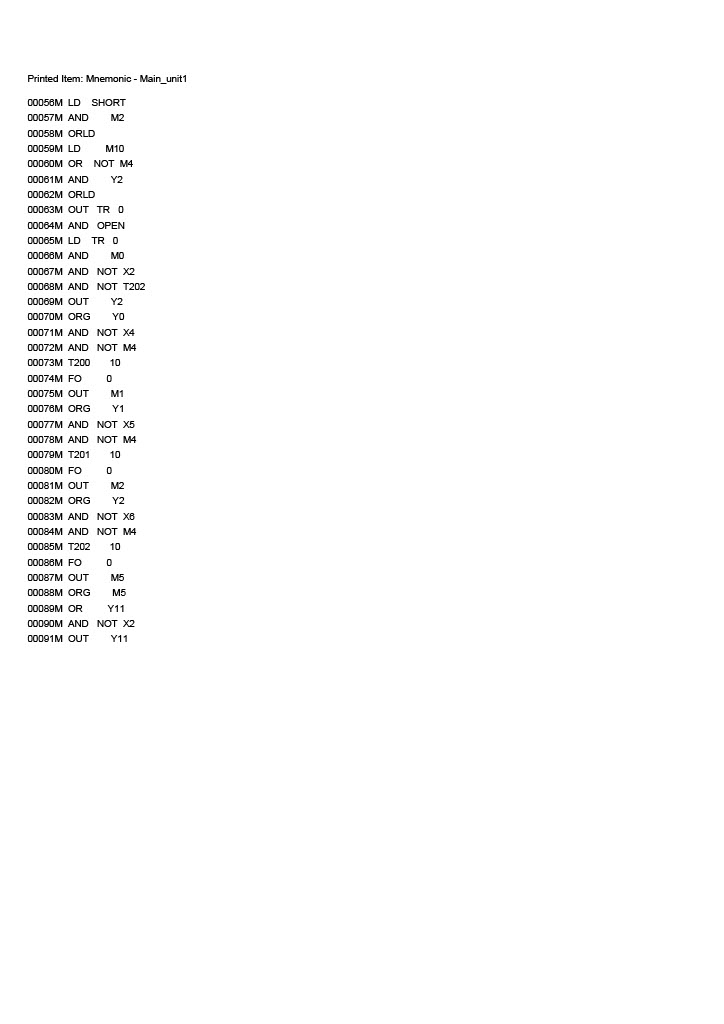 Printed Item: Mnemonic - Main_unit1
00056M LD SHORT
00057M AND M2
00058M ORLD
00059M LD M10
00060M OR NOT M4
00061M AND Y2
00062M ORLD
00063M OUT TR 0
00064M AND OPEN
00065M LD TR 0
00066M AND M0
00067M AND NOT X2
00068M AND NOT T202
00069M OUT Y2
00070M ORG Y0
00071M AND NOT X4
00072M AND NOT M4
00073M T200 10
00074M FO 0
00075M OUT M1
00076M ORG Y1
00077M AND NOT X5
00078M AND NOT M4
00079M T201 10
00080M FO 0
00081M OUT M2
00082M ORG Y2
00083M AND NOT X6
00084M AND NOT M4
00085M T202 10
00086M FO 0
00087M OUT M5
00088M ORG M5
00089M OR Y11
00090M AND NOT X2
00091M OUT Y11